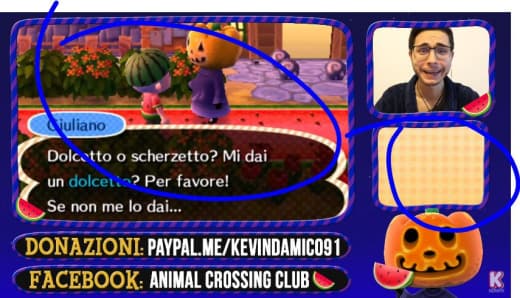 Giuliano
Dolcetto o scherzetto? Mi dai
un dolcetto? Per favore!
Se non me lo dai...
DONAZIONI: PAYPAL.ME/KEVINDAMICO91
FACEBOOK: ANIMAL CROSSING CLUB
K